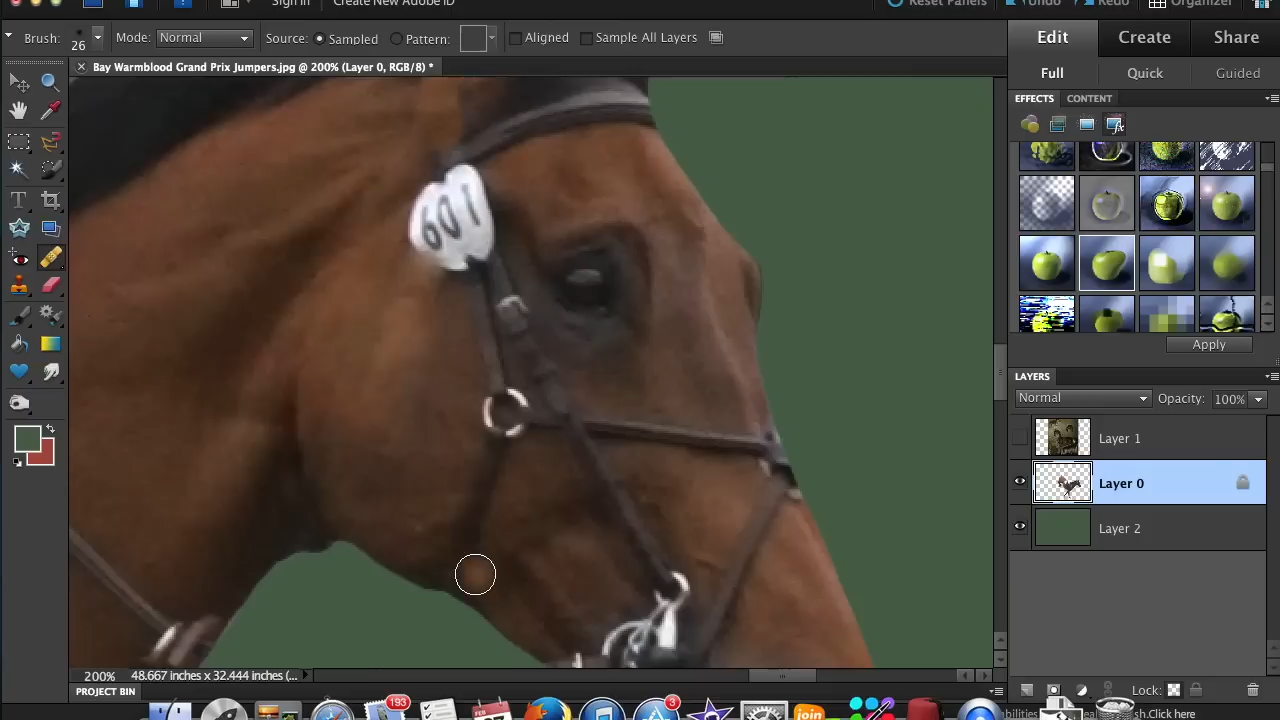 Sign In Create New Adobe ID Reset Panels Undo Redo Organizer
Brush: 26 Mode: Normal Source: Sampled Pattern: Aligned Sample All Layers
Edit Create Share
Bay Warmblood Grand Prix Jumpers.jpg @ 200% (Layer 0, RGB/8) *
Full Quick Guided
EFFECTS CONTENT
601
Apply
LAYERS
Normal Opacity: 100%
Layer 1
Layer 0
Layer 2
200% 48.667 inches x 32.444 inches (...
PROJECT BIN
Lock:
193
3
FEB
join
sh.Click here